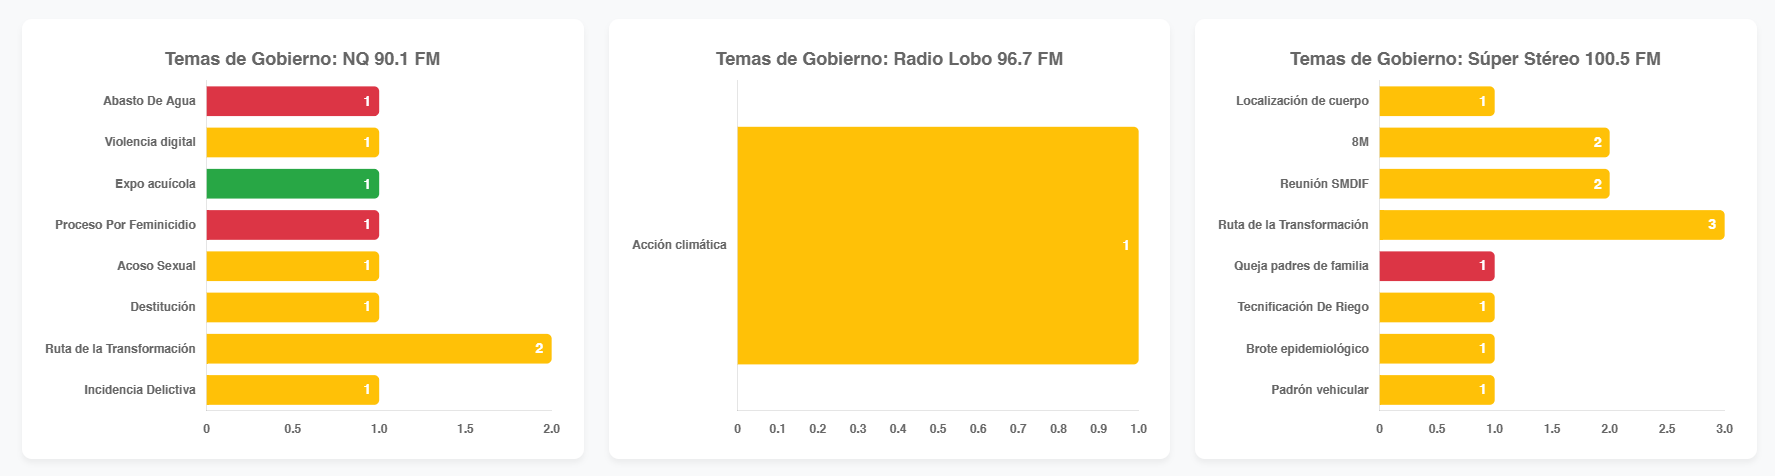 Temas de Gobierno: NQ 90.1 FM
Abasto De Agua 1
Violencia digital 1
Expo acuícola 1
Proceso Por Feminicidio 1
Acoso Sexual 1
Destitución 1
Ruta de la Transformación 2
Incidencia Delictiva 1
0 0.5 1.0 1.5 2.0
Temas de Gobierno: Radio Lobo 96.7 FM
Acción climática 1
0 0.1 0.2 0.3 0.4 0.5 0.6 0.7 0.8 0.9 1.0
Temas de Gobierno: Súper Stéreo 100.5 FM
Localización de cuerpo 1
8M 2
Reunión SMDIF 2
Ruta de la Transformación 3
Queja padres de familia 1
Tecnificación De Riego 1
Brote epidemiológico 1
Padrón vehicular 1
0 0.5 1.0 1.5 2.0 2.5 3.0